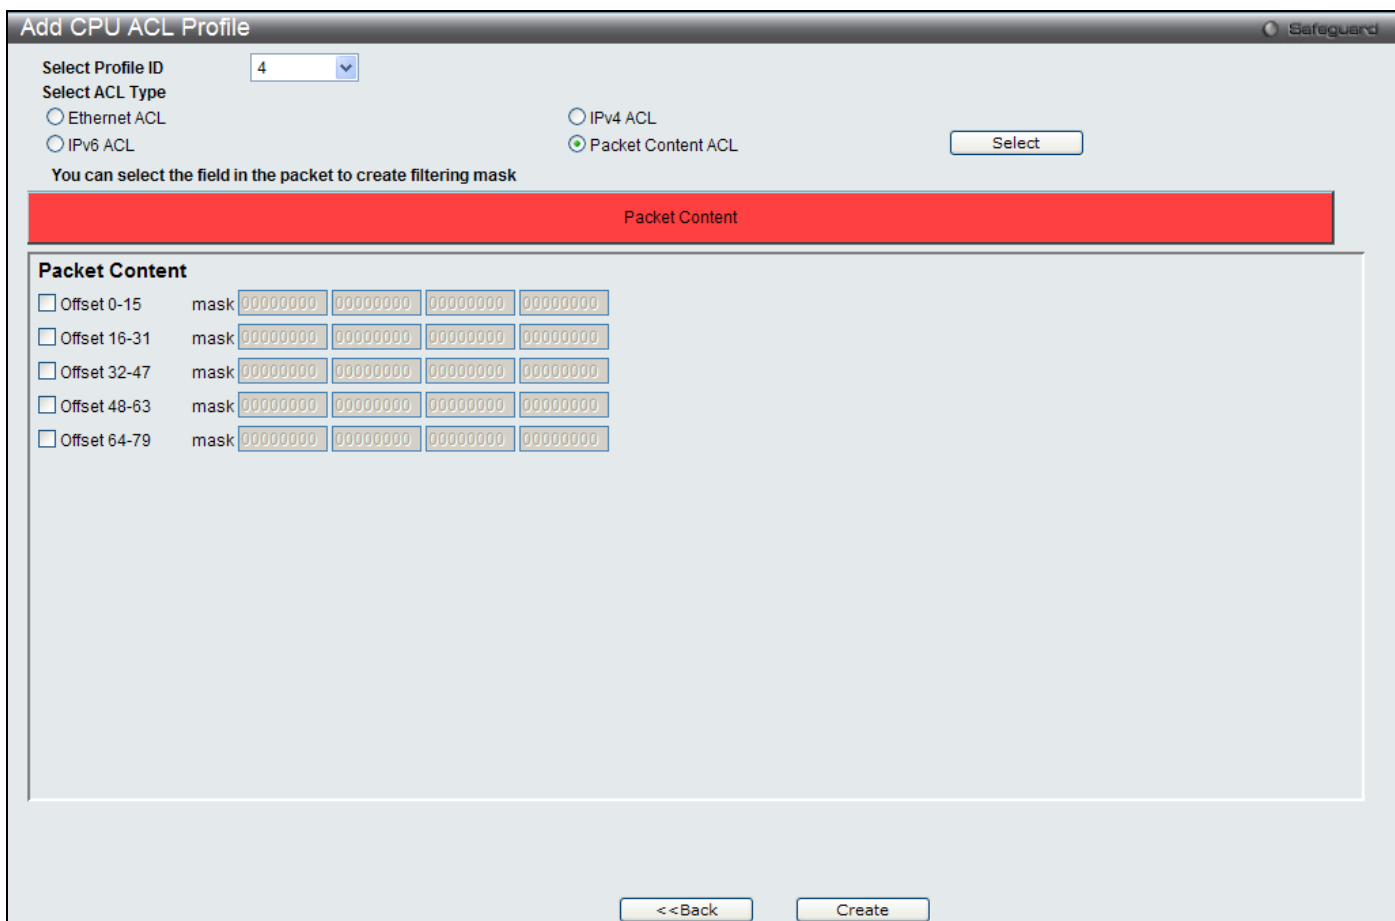 Add CPU ACL Profile
Safeguard
Select Profile ID 4
Select ACL Type
Ethernet ACL IPv4 ACL
IPv6 ACL Packet Content ACL Select
You can select the field in the packet to create filtering mask
Packet Content
Packet Content
Offset 0-15 mask 00000000 00000000 00000000 00000000
Offset 16-31 mask 00000000 00000000 00000000 00000000
Offset 32-47 mask 00000000 00000000 00000000 00000000
Offset 48-63 mask 00000000 00000000 00000000 00000000
Offset 64-79 mask 00000000 00000000 00000000 00000000
<<Back Create